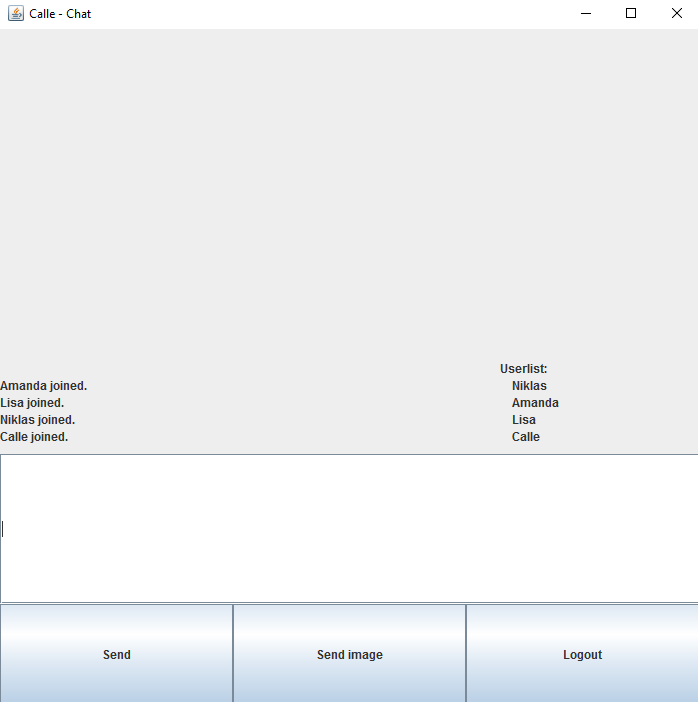 Calle - Chat
Userlist:
Amanda joined.
Niklas
Lisa joined.
Amanda
Niklas joined.
Lisa
Calle joined.
Calle
Send
Send image
Logout